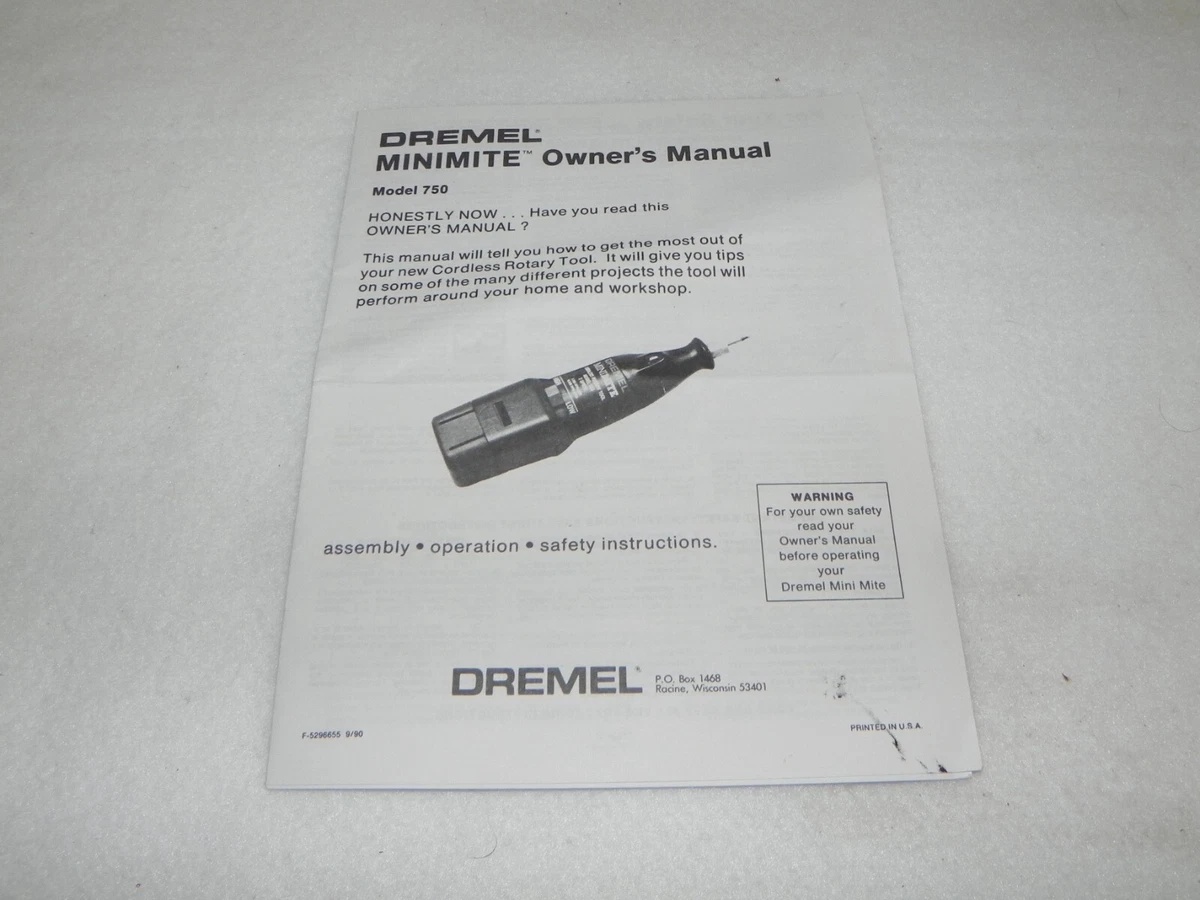 DREMEL®
MINIMITE™ Owner's Manual
Model 750
HONESTLY NOW . . . Have you read this
OWNER'S MANUAL ?
This manual will tell you how to get the most out of
your new Cordless Rotary Tool. It will give you tips
on some of the many different projects the tool will
perform around your home and workshop.
DREMEL
MINIMITE
LOW
WARNING
For your own safety
read your
Owner's Manual
before operating
your
Dremel Mini Mite
assembly • operation • safety instructions.
DREMEL®
P.O. Box 1468
Racine, Wisconsin 53401
F-5296655 9/90
PRINTED IN U.S.A.